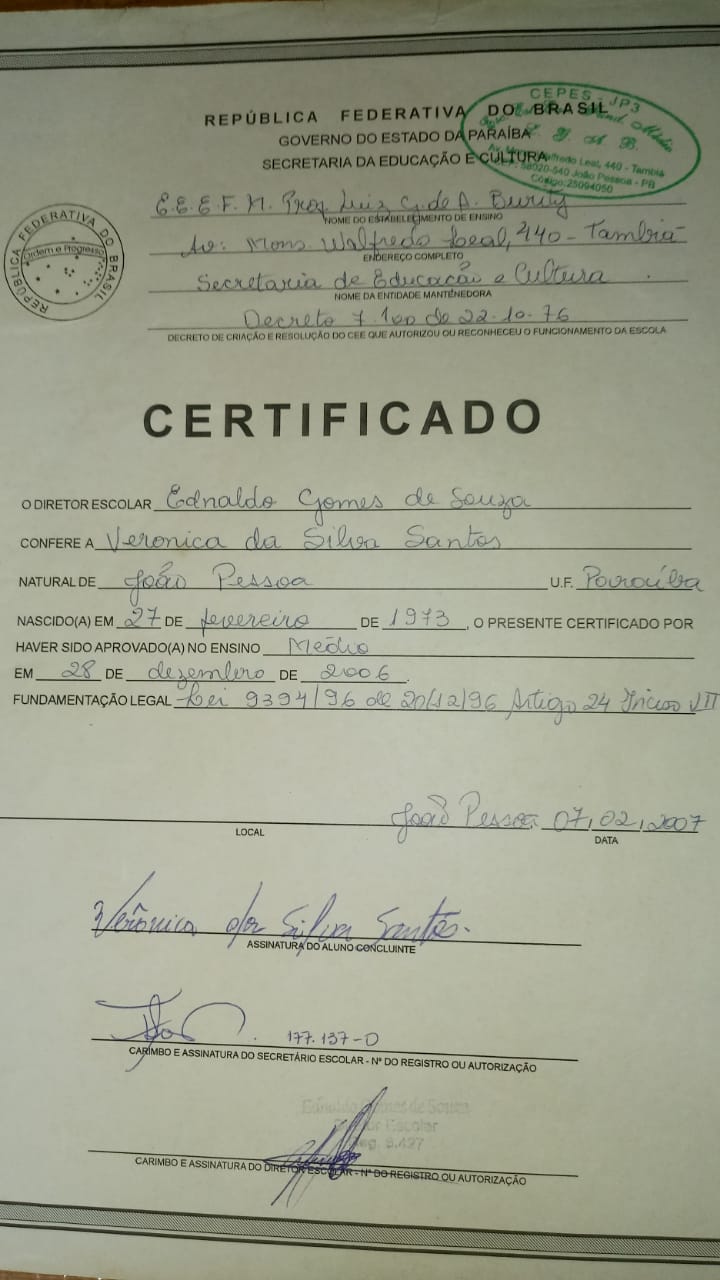 REPÚBLICA FEDERATIVA DO BRASIL
GOVERNO DO ESTADO DA PARAÍBA
SECRETARIA DA EDUCAÇÃO E CULTURA
CEPES - JP3
L. G. A. B.
Leal, 440 - Tambiá
58020-540 João Pessoa - PB
Código:25094050
REPÚBLICA FEDERATIVA DO BRASIL
Ordem e Progresso
E.E.E.F.M. Prof Luiz G. de A. Burity
NOME DO ESTABELECIMENTO DE ENSINO
Av: Mons. Walfredo Leal, 440 - Tambiá
ENDEREÇO COMPLETO
Secretaria de Educação e Cultura
NOME DA ENTIDADE MANTENEDORA
Decreto 7.100 de 22.10.76
DECRETO DE CRIAÇÃO E RESOLUÇÃO DO CEE QUE AUTORIZOU OU RECONHECEU O FUNCIONAMENTO DA ESCOLA
CERTIFICADO
O DIRETOR ESCOLAR Ednaldo Gomes de Souza
CONFERE A Veronica da Silva Santos
NATURAL DE João Pessoa U.F. Paraíba
NASCIDO(A) EM 27 DE fevereiro DE 1973, O PRESENTE CERTIFICADO POR
HAVER SIDO APROVADO(A) NO ENSINO Médio
EM 28 DE dezembro DE 2006.
FUNDAMENTAÇÃO LEGAL Lei 9394/96 de 20/12/96 Artigo 24 Inciso VII
João Pessoa 07,02,2007
LOCAL DATA
Verônica da Silva Santos.
ASSINATURA DO ALUNO CONCLUINTE
177.137-0
CARIMBO E ASSINATURA DO SECRETÁRIO ESCOLAR - Nº DO REGISTRO OU AUTORIZAÇÃO
Ednaldo Gomes de Souza
Diretor Escolar
Reg. 8.427
CARIMBO E ASSINATURA DO DIRETOR ESCOLAR - Nº DO REGISTRO OU AUTORIZAÇÃO